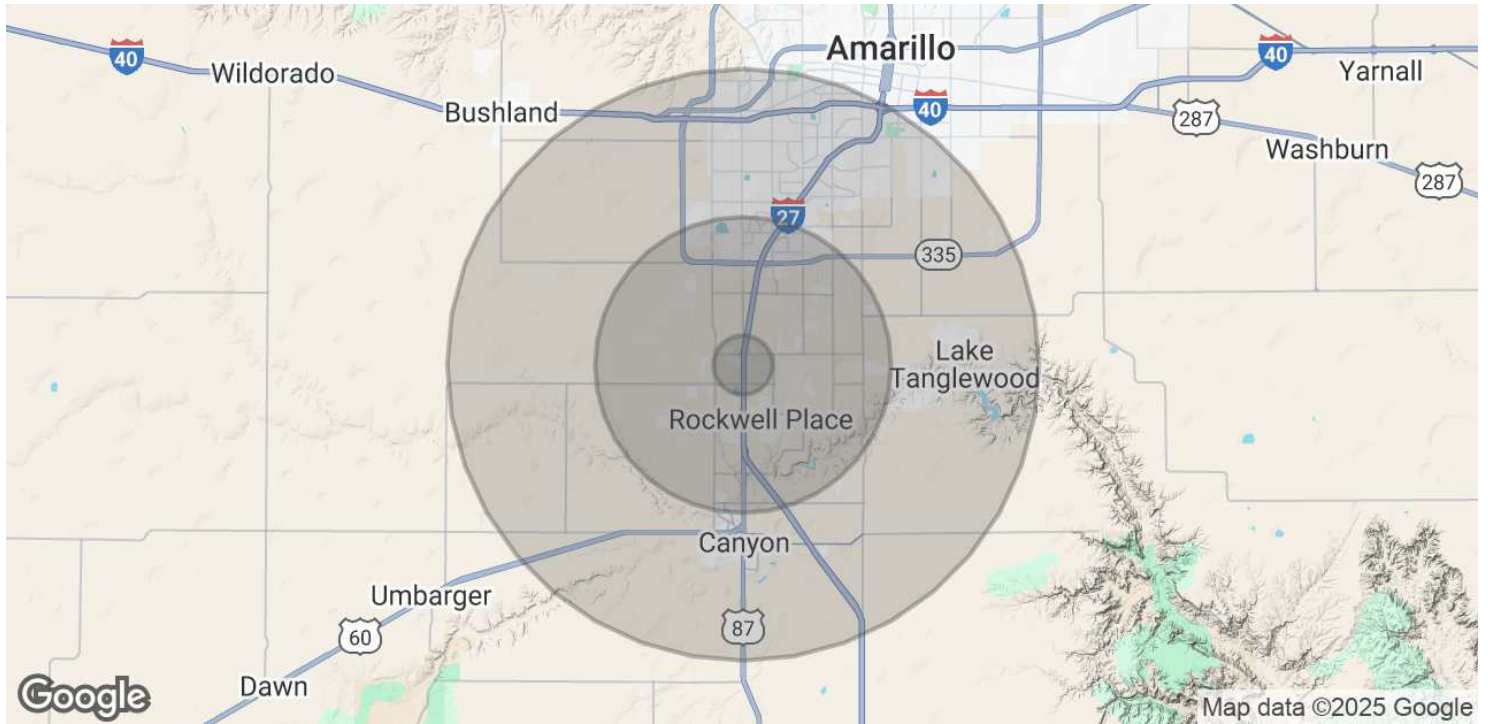 Amarillo
40
Wildorado
40
Yarnall
Bushland
40
287
Washburn
287
27
335
Lake
Tanglewood
Rockwell Place
Canyon
Umbarger
87
60
Dawn
Google
Map data ©2025 Google